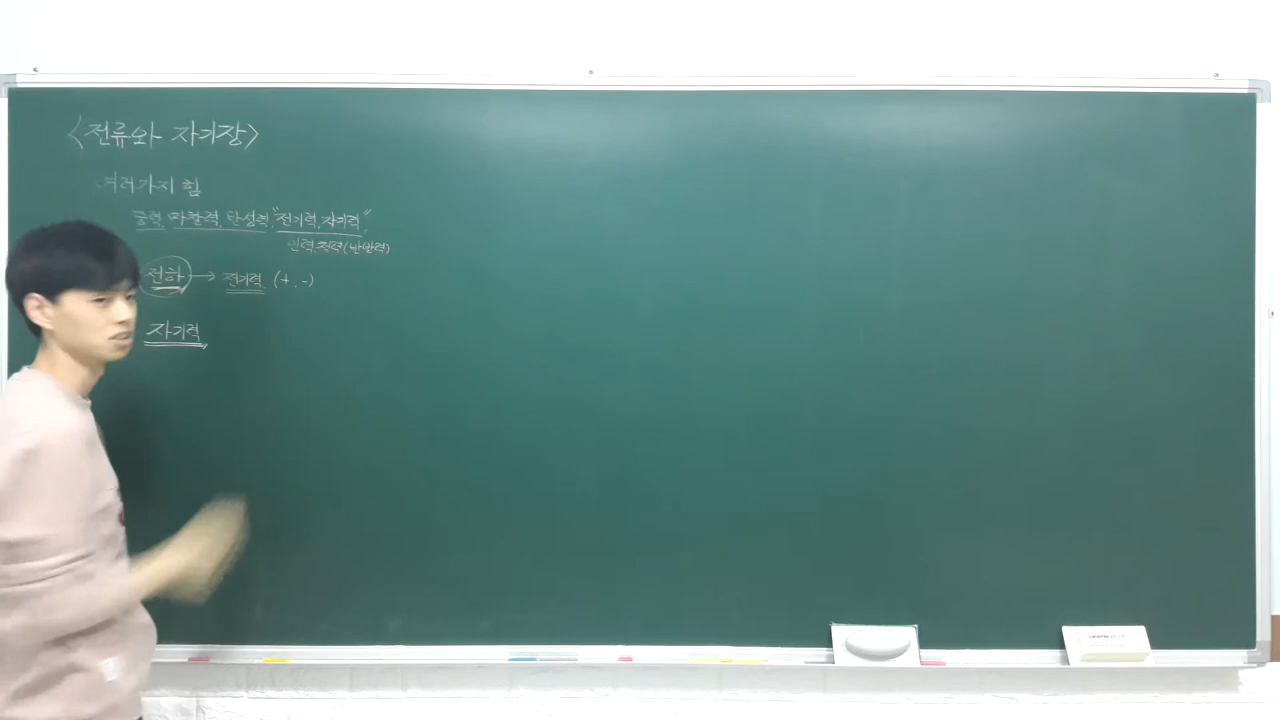 <전류와 자기장>
여러가지 힘
중력, 마찰력, 탄성력, "전기력, 자기력"
인력, 척력(반발력)
전하 → 전기력 (+, -)
자기력